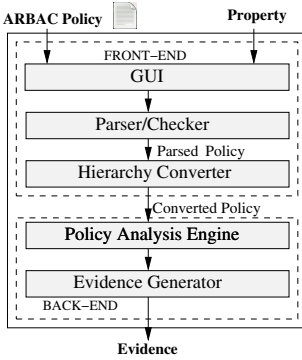 ARBAC Policy Property
FRONT−END
GUI
Parser/Checker
Parsed Policy
Hierarchy Converter
Converted Policy
Policy Analysis Engine
Evidence Generator
BACK−END
Evidence